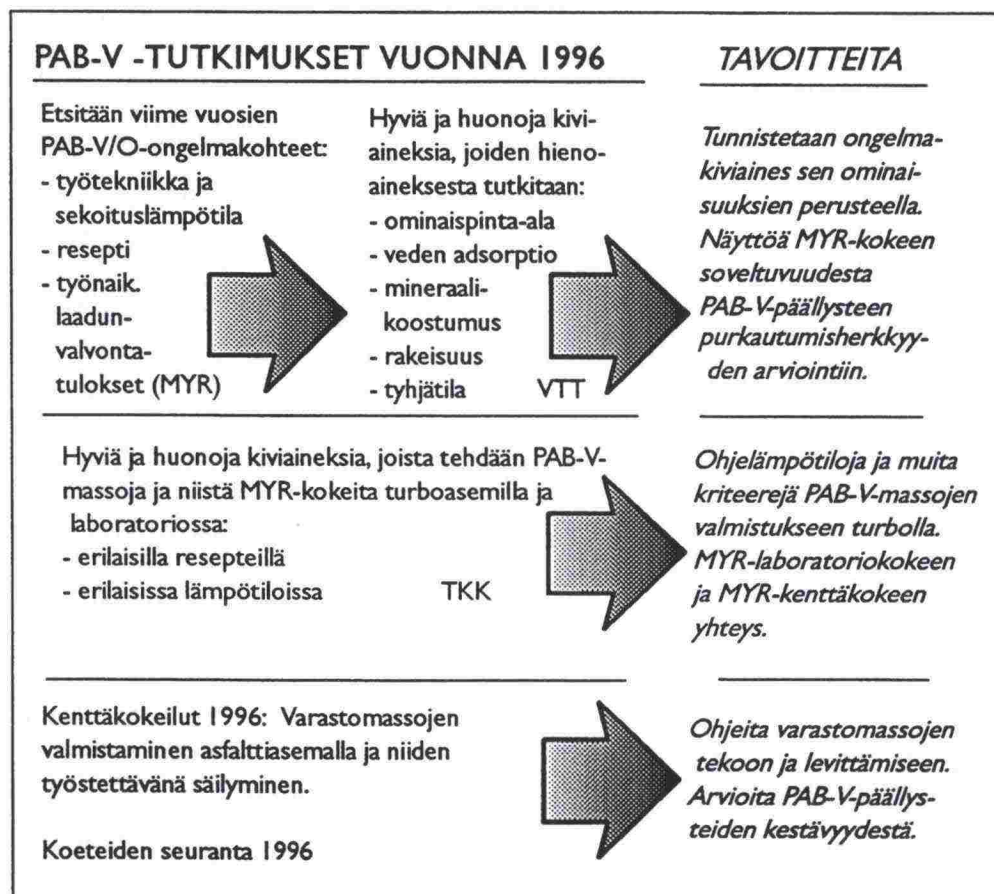 PAB-V -TUTKIMUKSET VUONNA 1996
TAVOITTEITA
Etsitään viime vuosien
PAB-V/O-ongelmakohteet:
- työtekniikka ja
sekoituslämpötila
- resepti
- työnaik.
laadun-
valvonta-
tulokset (MYR)
Hyviä ja huonoja kivi-
aineksia, joiden hieno-
aineksesta tutkitaan:
- ominaispinta-ala
- veden adsorptio
- mineraali-
koostumus
- rakeisuus
- tyhjätila VTT
Tunnistetaan ongelma-
kiviaines sen ominai-
suuksien perusteella.
Näyttöä MYR-kokeen
soveltuvuudesta
PAB-V-päällysteen
purkautumisherkkyy-
den arviointiin.
Hyviä ja huonoja kiviaineksia, joista tehdään PAB-V-
massoja ja niistä MYR-kokeita turboasemilla ja
laboratoriossa:
- erilaisilla resepteillä
- erilaisissa lämpötiloissa TKK
Ohjelämpötiloja ja muita
kriteerejä PAB-V-massojen
valmistukseen turbolla.
MYR-laboratoriokokeen
ja MYR-kenttäkokeen
yhteys.
Kenttäkokeilut 1996: Varastomassojen
valmistaminen asfalttiasemalla ja niiden
työstettävänä säilyminen.
Koeteiden seuranta 1996
Ohjeita varastomassojen
tekoon ja levittämiseen.
Arvioita PAB-V-päällys-
teiden kestävyydestä.